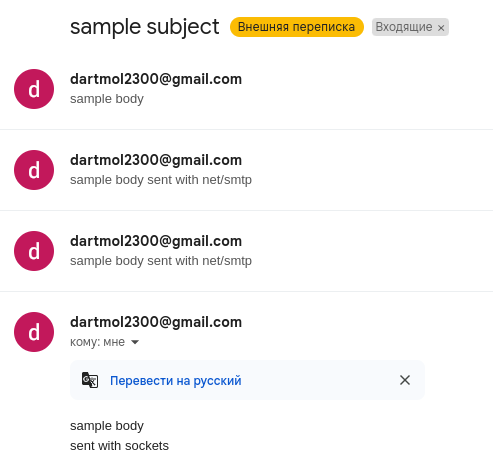 sample subject Внешняя переписка Входящие ×
d dartmol2300@gmail.com
sample body
d dartmol2300@gmail.com
sample body sent with net/smtp
d dartmol2300@gmail.com
sample body sent with net/smtp
d dartmol2300@gmail.com
кому: мне
Перевести на русский
sample body
sent with sockets